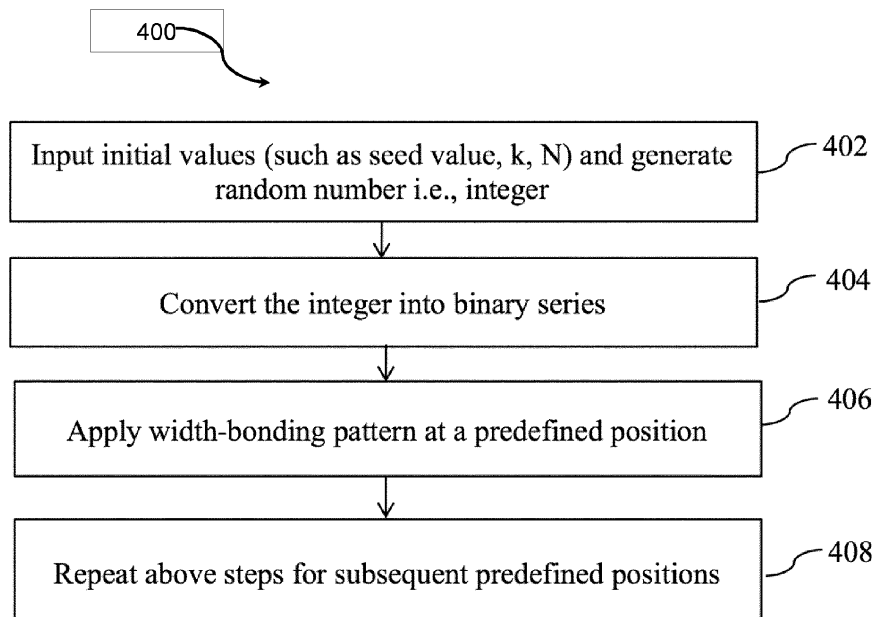 400
Input initial values (such as seed value, k, N) and generate
random number i.e., integer
402
Convert the integer into binary series
404
Apply width-bonding pattern at a predefined position
406
Repeat above steps for subsequent predefined positions
408